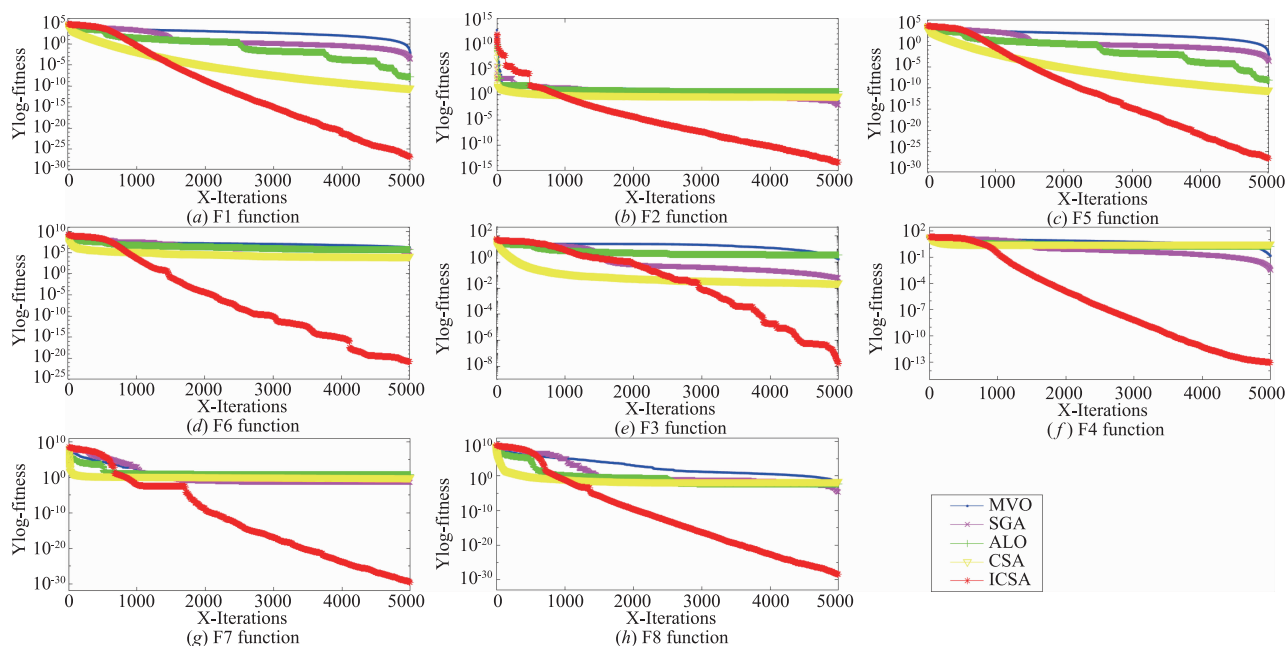 10^5
10^0
10^-5
10^-10
10^-15
10^-20
10^-25
10^-30
Ylog-fitness
0 1000 2000 3000 4000 5000
X-Iterations
(a) F1 function
10^15
10^10
10^5
10^0
10^-5
10^-10
10^-15
Ylog-fitness
0 1000 2000 3000 4000 5000
X-Iterations
(b) F2 function
10^5
10^0
10^-5
10^-10
10^-15
10^-20
10^-25
10^-30
Ylog-fitness
0 1000 2000 3000 4000 5000
X-Iterations
(c) F5 function
10^10
10^5
10^0
10^-5
10^-10
10^-15
10^-20
10^-25
Ylog-fitness
0 1000 2000 3000 4000 5000
X-Iterations
(d) F6 function
10^2
10^0
10^-2
10^-4
10^-6
10^-8
Ylog-fitness
0 1000 2000 3000 4000 5000
X-Iterations
(e) F3 function
10^2
10^-1
10^-4
10^-7
10^-10
10^-13
Ylog-fitness
0 1000 2000 3000 4000 5000
X-Iterations
(f) F4 function
10^10
10^0
10^-10
10^-20
10^-30
Ylog-fitness
0 1000 2000 3000 4000 5000
X-Iterations
(g) F7 function
10^10
10^0
10^-10
10^-20
10^-30
Ylog-fitness
0 1000 2000 3000 4000 5000
X-Iterations
(h) F8 function
MVO
SGA
ALO
CSA
ICSA